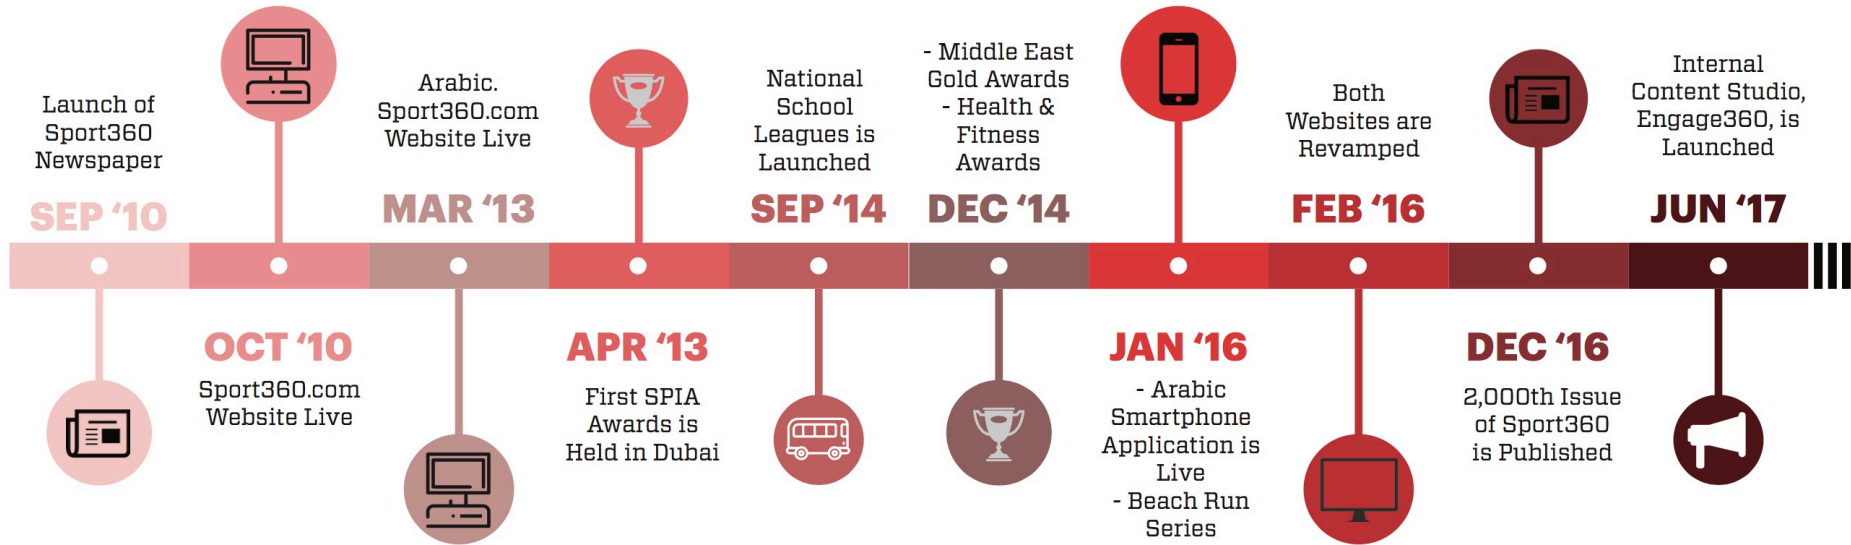 Launch of
Sport360
Newspaper
SEP ‘10
OCT ‘10
Sport360.com
Website Live
Arabic.
Sport360.com
Website Live
MAR ‘13
APR ‘13
First SPIA
Awards is
Held in Dubai
National
School
Leagues is
Launched
SEP ‘14
- Middle East
Gold Awards
- Health &
Fitness
Awards
DEC ‘14
JAN ‘16
- Arabic
Smartphone
Application is
Live
- Beach Run
Series
Both
Websites are
Revamped
FEB ‘16
DEC ‘16
2,000th Issue
of Sport360
is Published
Internal
Content Studio,
Engage360, is
Launched
JUN ‘17